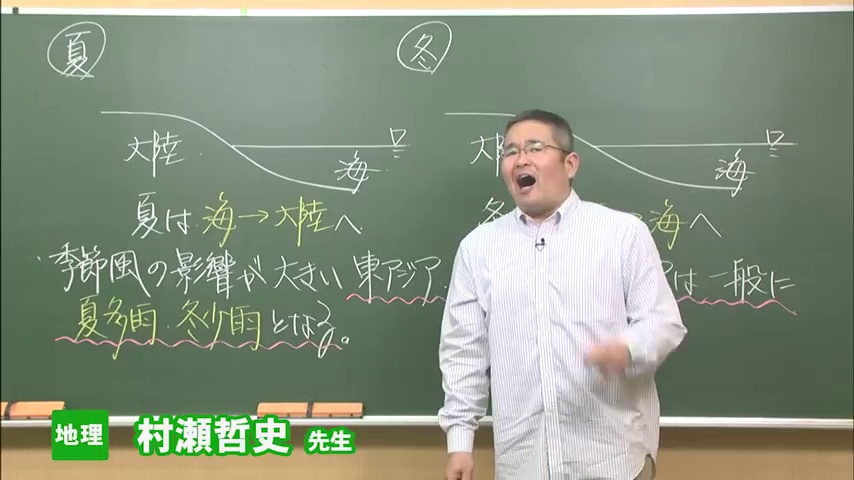 夏
冬
大陸
海
大
海
夏は 海→大陸へ
冬 海へ
・季節風の影響が大きい 東アジア は一般に
夏多雨・冬少雨となる。
地理 村瀬哲史 先生